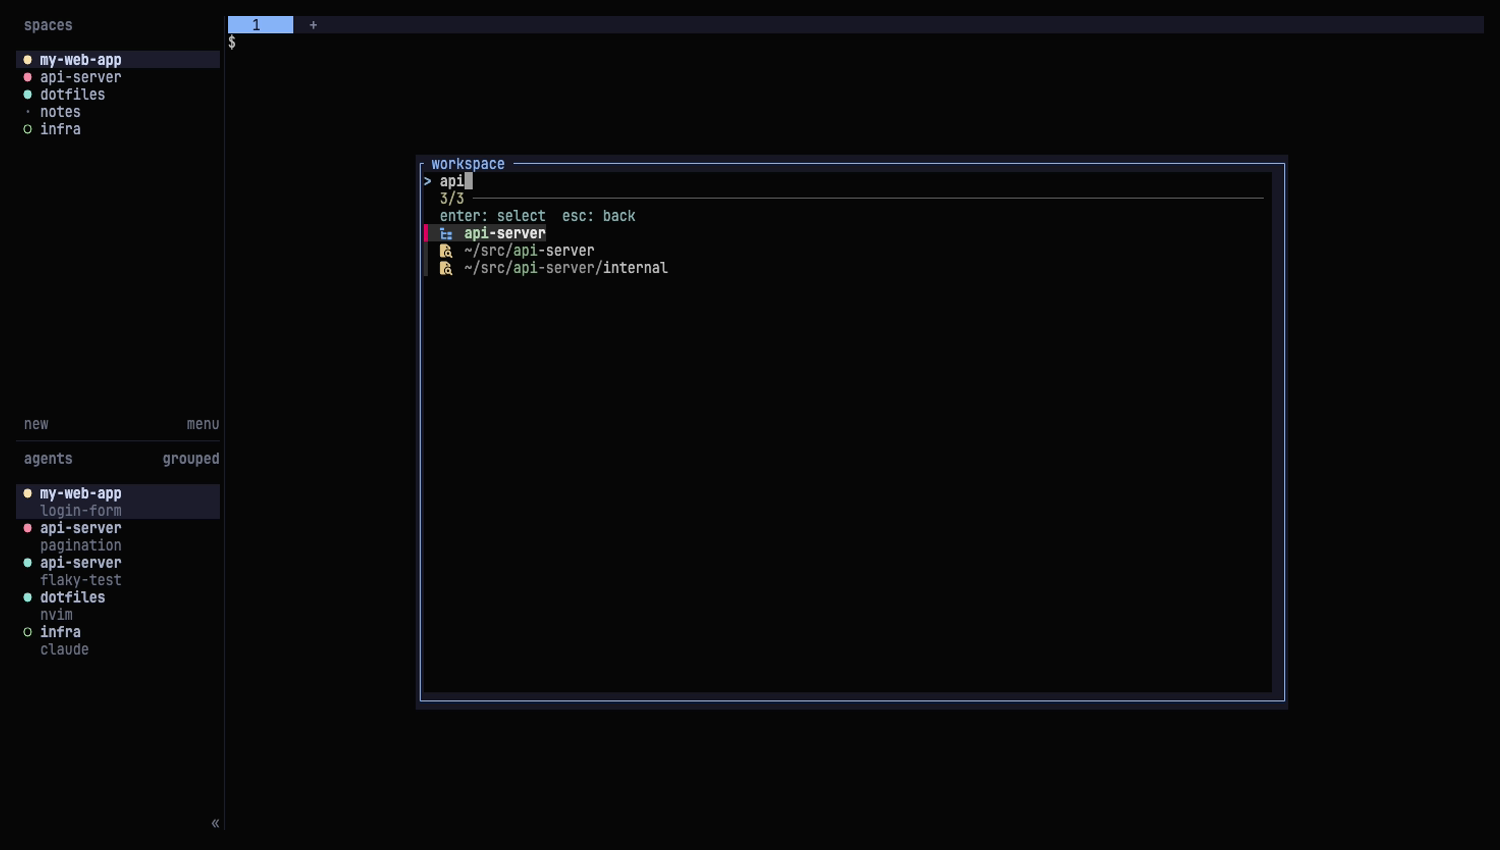 spaces
my-web-app
api-server
dotfiles
notes
infra
new menu
agents grouped
my-web-app
login-form
api-server
pagination
api-server
flaky-test
dotfiles
nvim
infra
claude
«
1 +
$
workspace
> api
3/3
enter: select esc: back
api-server
~/src/api-server
~/src/api-server/internal